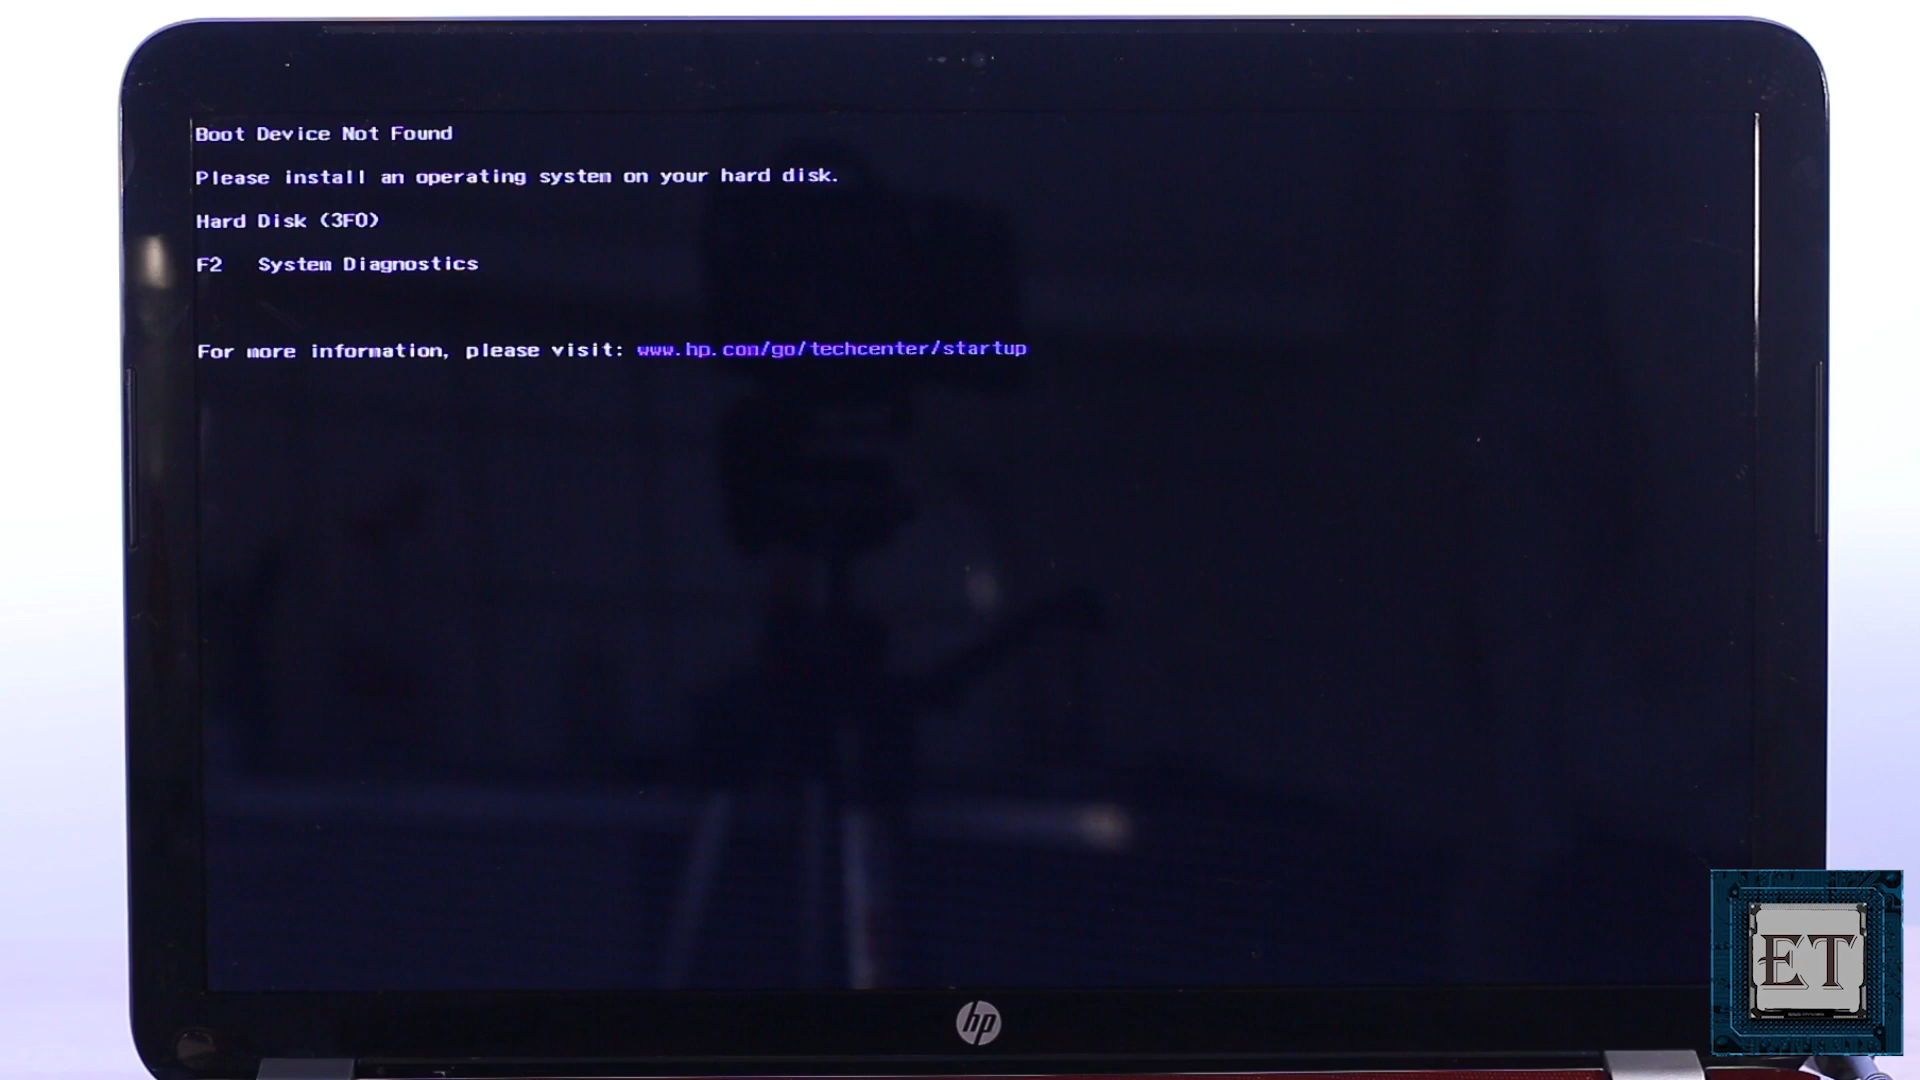 Boot Device Not Found
Please install an operating system on your hard disk.
Hard Disk (3F0)
F2 System Diagnostics
For more information, please visit: www.hp.com/go/techcenter/startup
hp
ET